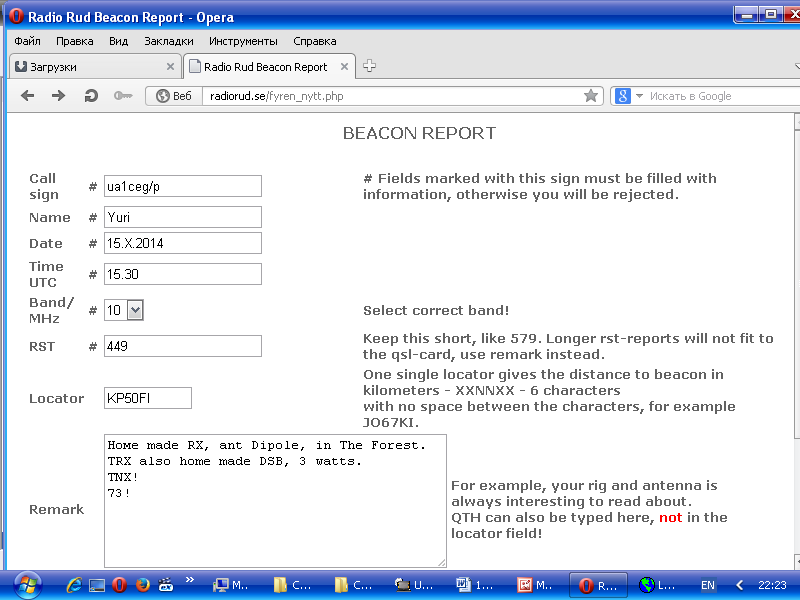 Radio Rud Beacon Report - Opera
Файл Правка Вид Закладки Инструменты Справка
Загрузки
Radio Rud Beacon Report
Веб
radiorud.se/fyren_nytt.php
Искать в Google
BEACON REPORT
Call
sign # ua1ceg/p
# Fields marked with this sign must be filled with
information, otherwise you will be rejected.
Name # Yuri
Date # 15.X.2014
Time
UTC # 15.30
Band/
MHz # 10
Select correct band!
RST # 449
Keep this short, like 579. Longer rst-reports will not fit to
the qsl-card, use remark instead.
Locator KP50FI
One single locator gives the distance to beacon in
kilometers - XXNNXX - 6 characters
with no space between the characters, for example
JO67KI.
Remark
Home made RX, ant Dipole, in The Forest.
TRX also home made DSB, 3 watts.
TNX!
73!
For example, your rig and antenna is
always interesting to read about.
QTH can also be typed here, not in the
locator field!
M.. C... C... U... 1... M.. R... L... EN 22:23